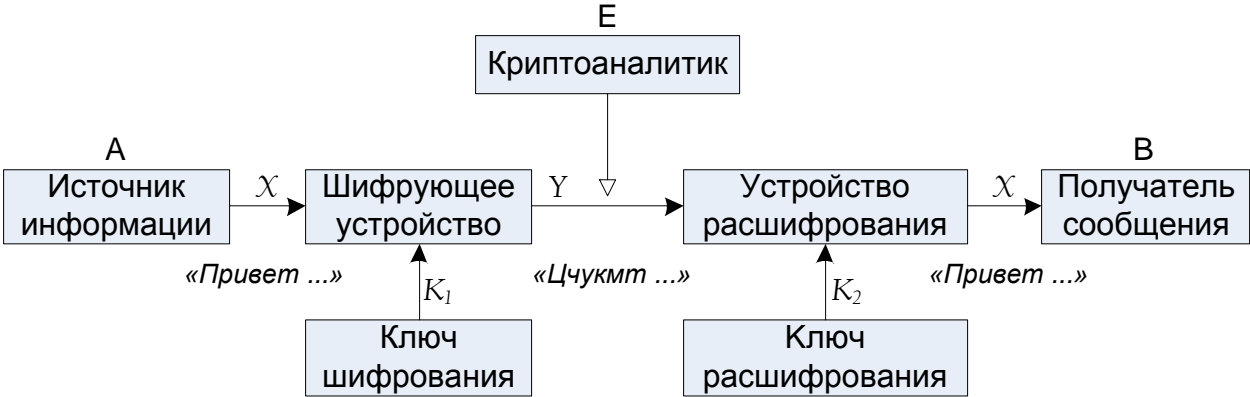 E
Криптоаналитик
A
B
Источник
информации
X
Шифрующее
устройство
Y
Устройство
расшифрования
X
Получатель
сообщения
«Привет ...»
«Цчукмт ...»
«Привет ...»
K₁
K₂
Ключ
шифрования
Ключ
расшифрования